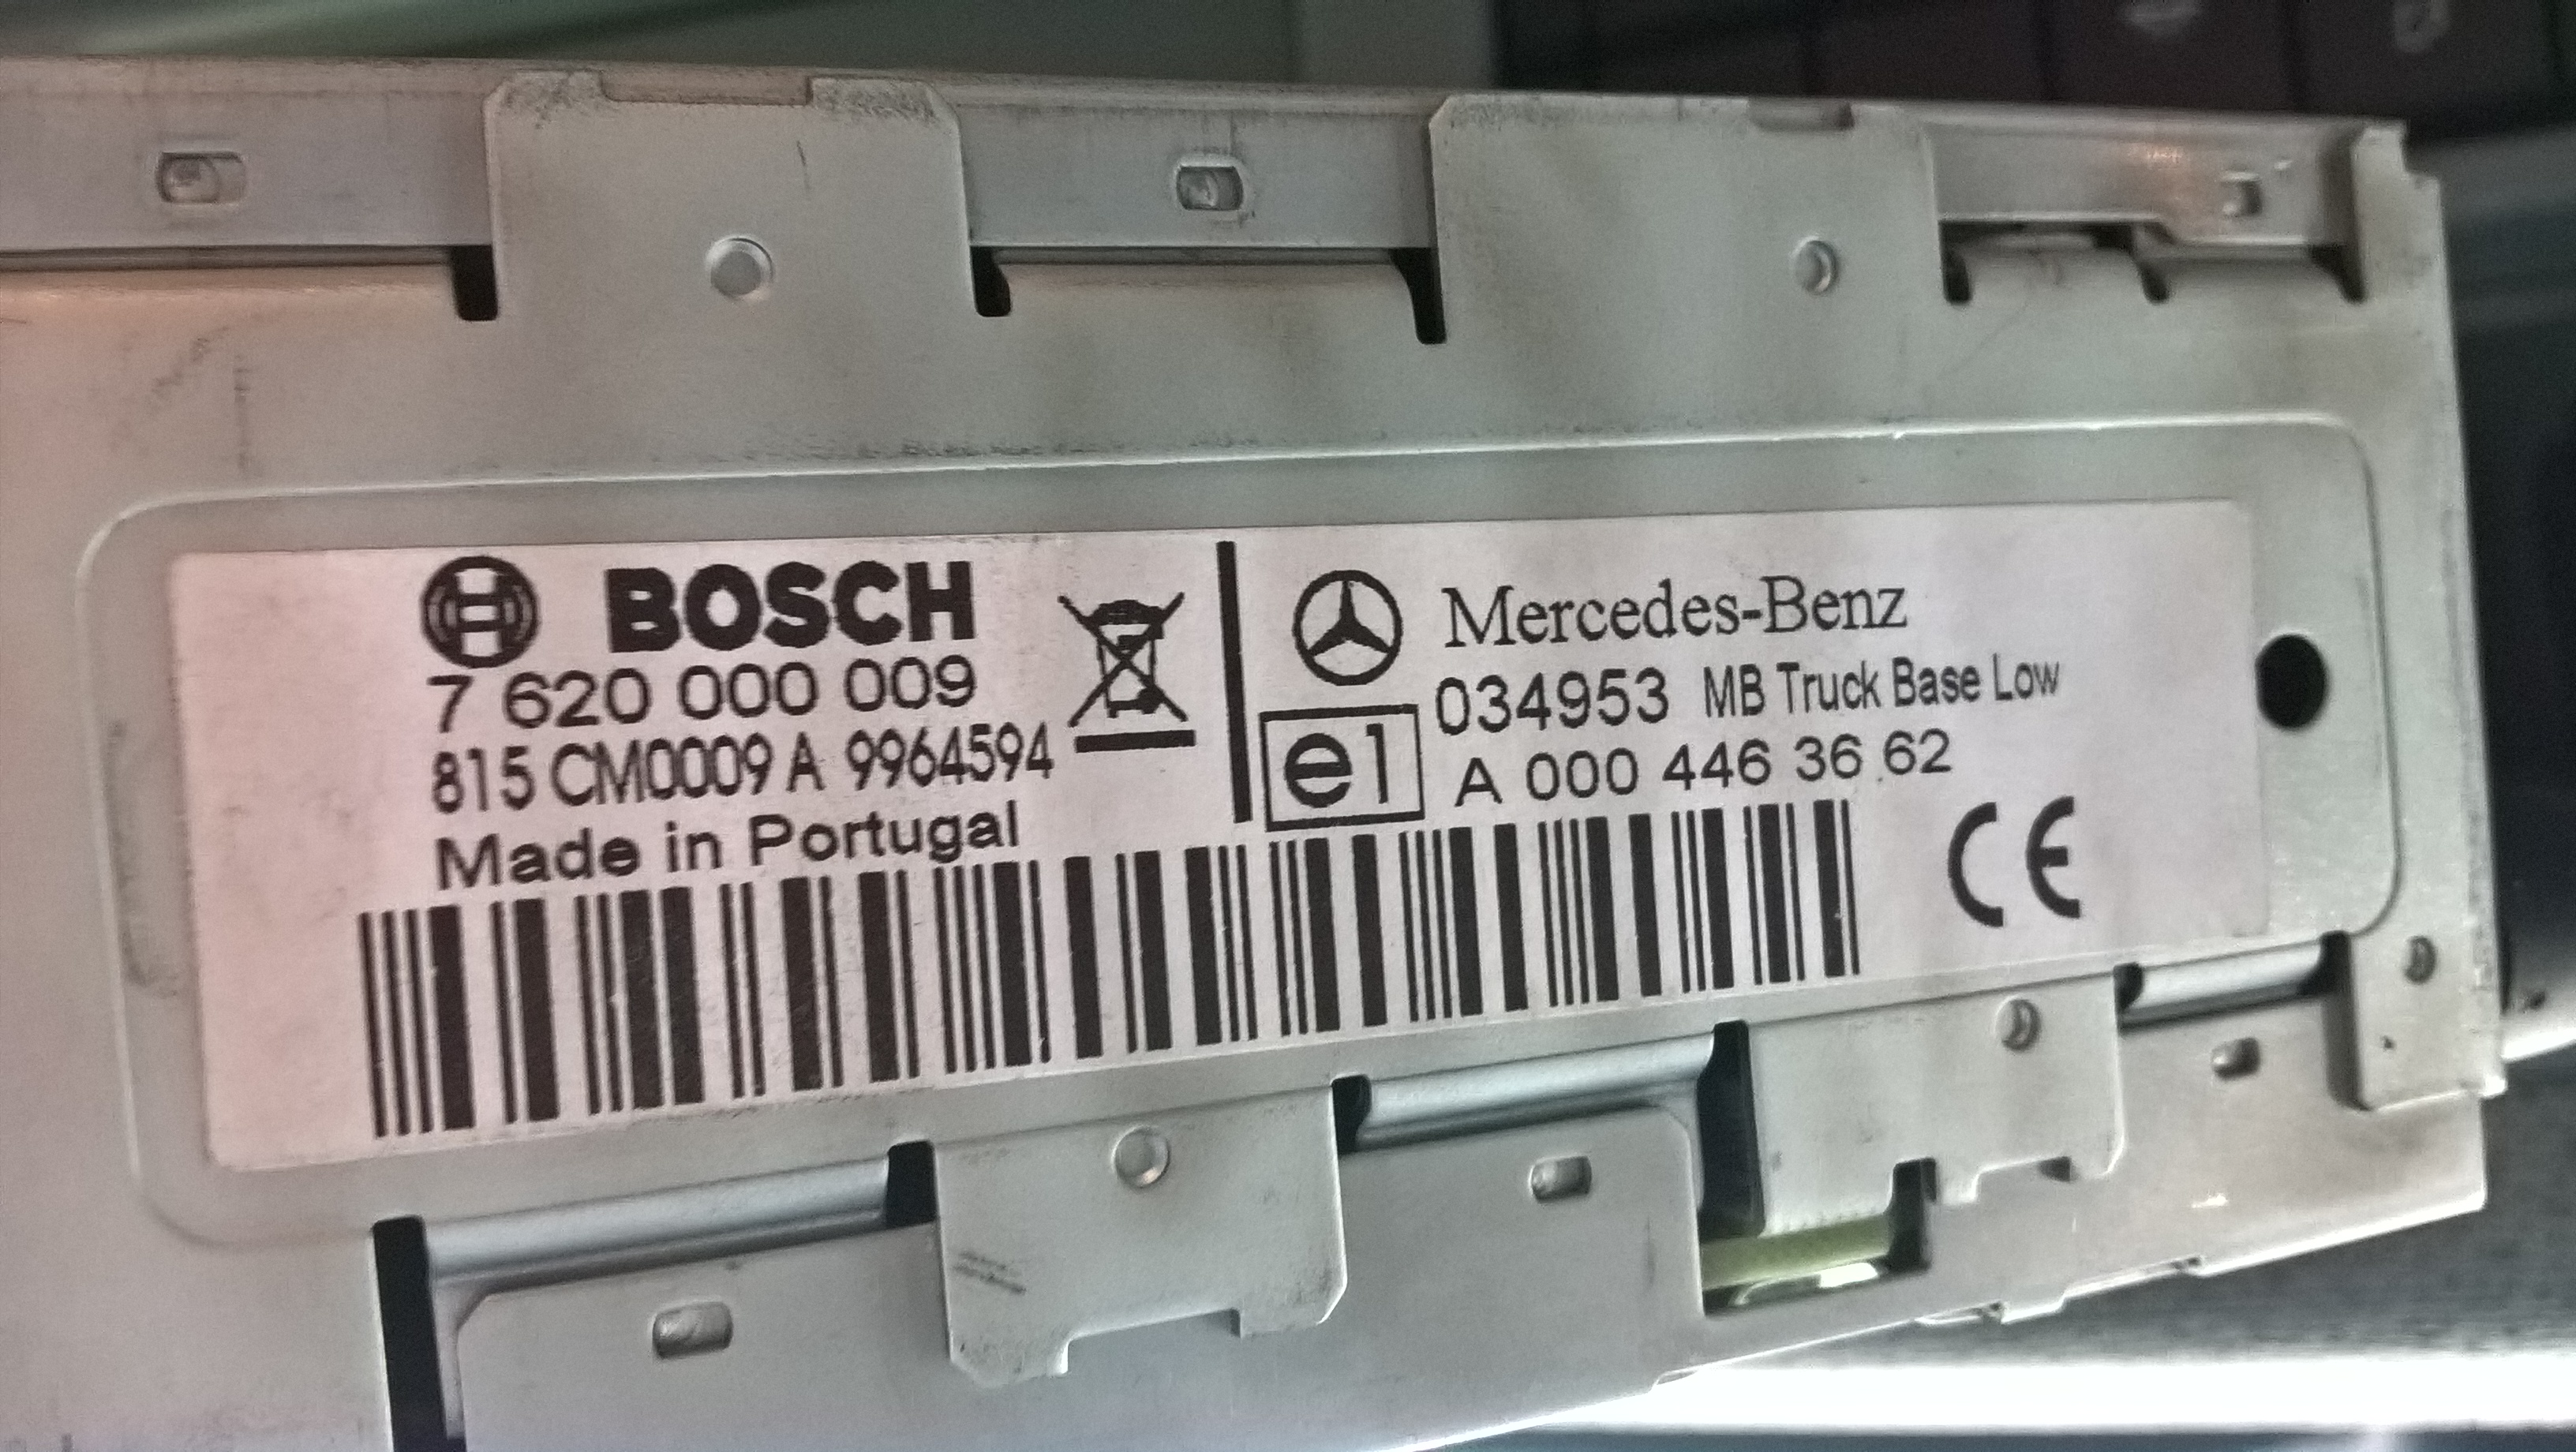 BOSCH
7 620 000 009
815 CM0009 A 9964594
Made in Portugal
Mercedes-Benz
034953 MB Truck Base Low
e1
A 000 446 36 62
CE